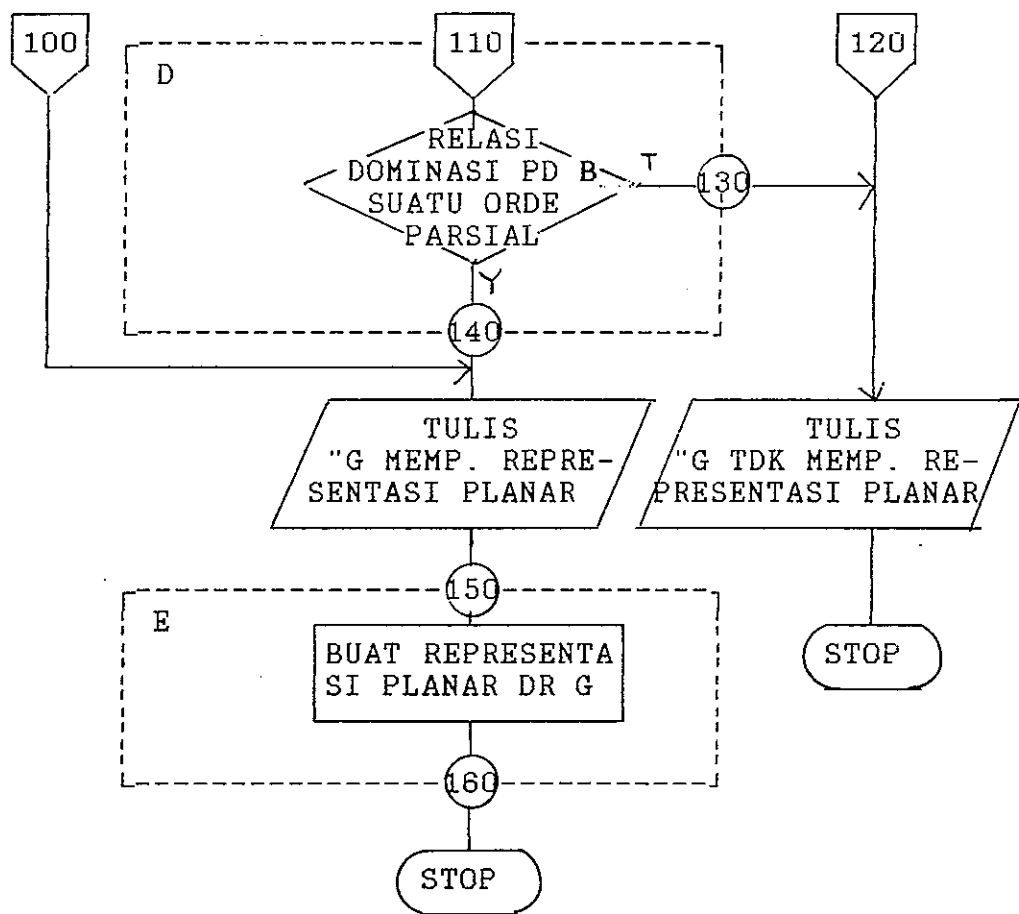 100
110
120
D
RELASI
DOMINASI PD B
SUATU ORDE
PARSIAL
T
130
Y
140
TULIS
"G MEMP. REPRE-
SENTASI PLANAR
TULIS
"G TDK MEMP. RE-
PRESENTASI PLANAR
150
E
BUAT REPRESENTA
SI PLANAR DR G
STOP
160
STOP